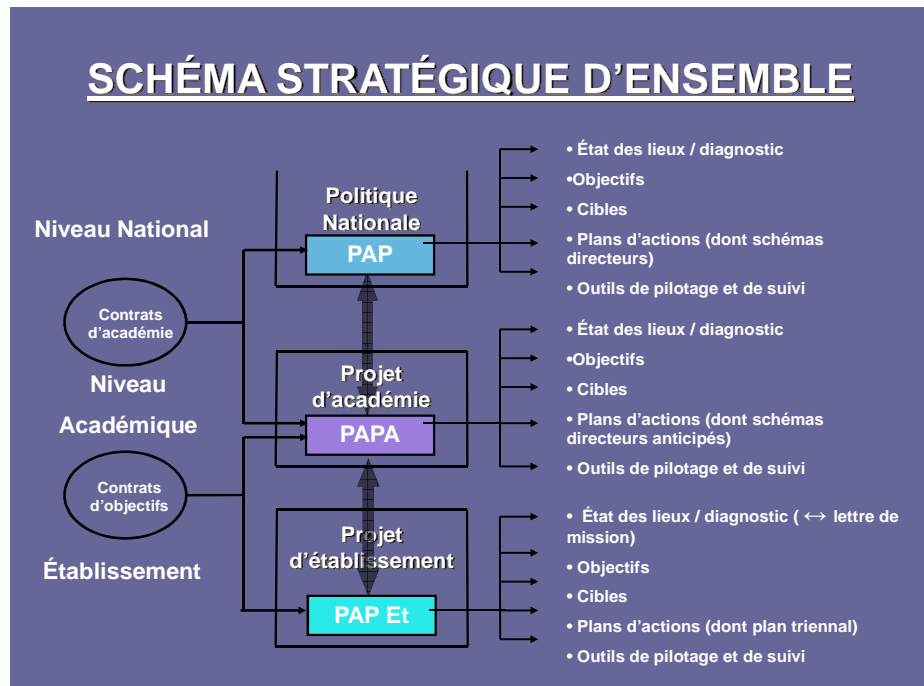 SCHÉMA STRATÉGIQUE D'ENSEMBLE
Niveau National
Politique
Nationale
PAP
• État des lieux / diagnostic
•Objectifs
• Cibles
• Plans d'actions (dont schémas
directeurs)
• Outils de pilotage et de suivi
Contrats
d'académie
Niveau
Académique
Projet
d'académie
PAPA
• État des lieux / diagnostic
•Objectifs
• Cibles
• Plans d'actions (dont schémas
directeurs anticipés)
• Outils de pilotage et de suivi
Contrats
d'objectifs
Établissement
Projet
d'établissement
PAP Et
• État des lieux / diagnostic ( ↔ lettre de
mission)
• Objectifs
• Cibles
• Plans d'actions (dont plan triennal)
• Outils de pilotage et de suivi